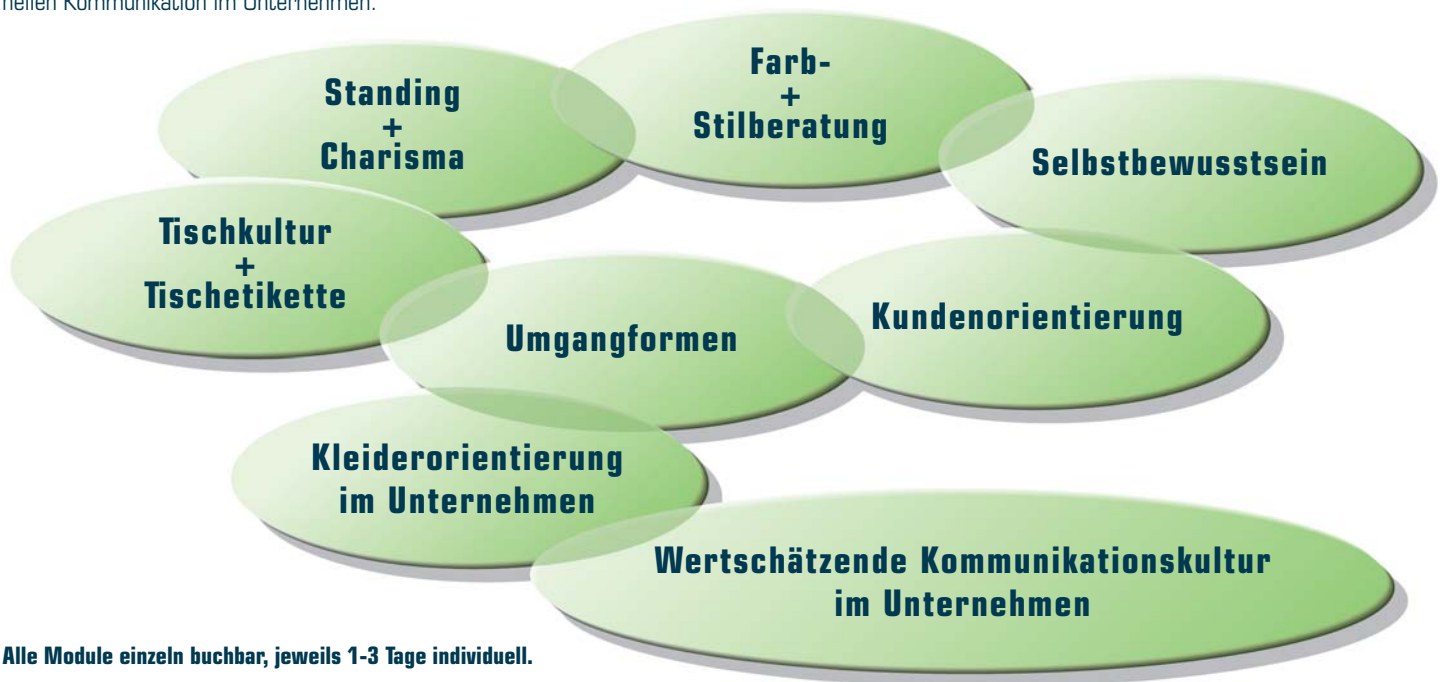 nellen Kommunikation im Unternehmen.
Standing
+
Charisma
Farb-
+
Stilberatung
Selbstbewusstsein
Tischkultur
+
Tischetikette
Umgangformen
Kundenorientierung
Kleiderorientierung
im Unternehmen
Wertschätzende Kommunikationskultur
im Unternehmen
Alle Module einzeln buchbar, jeweils 1-3 Tage individuell.